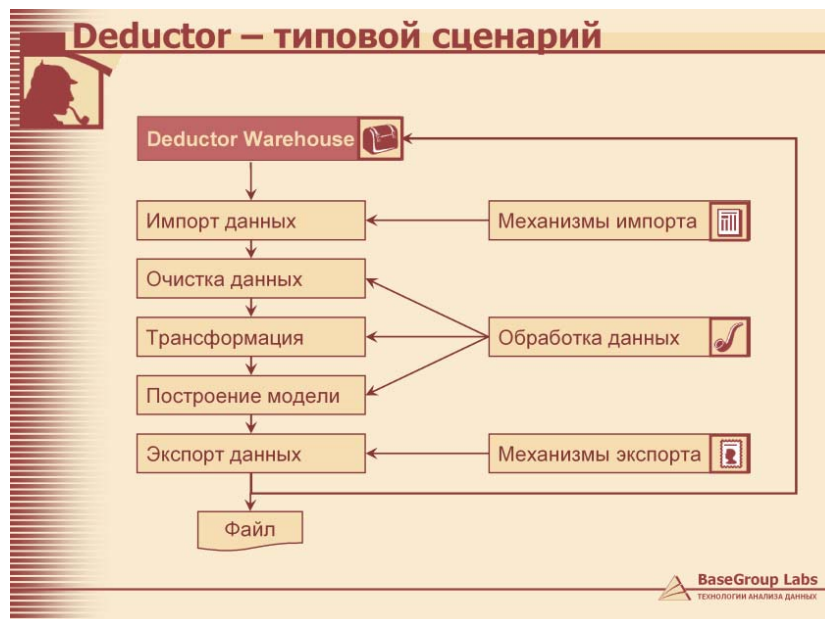 Deductor – типовой сценарий
Deductor Warehouse
Импорт данных
Механизмы импорта
Очистка данных
Трансформация
Обработка данных
Построение модели
Экспорт данных
Механизмы экспорта
Файл
BaseGroup Labs
ТЕХНОЛОГИИ АНАЛИЗА ДАННЫХ